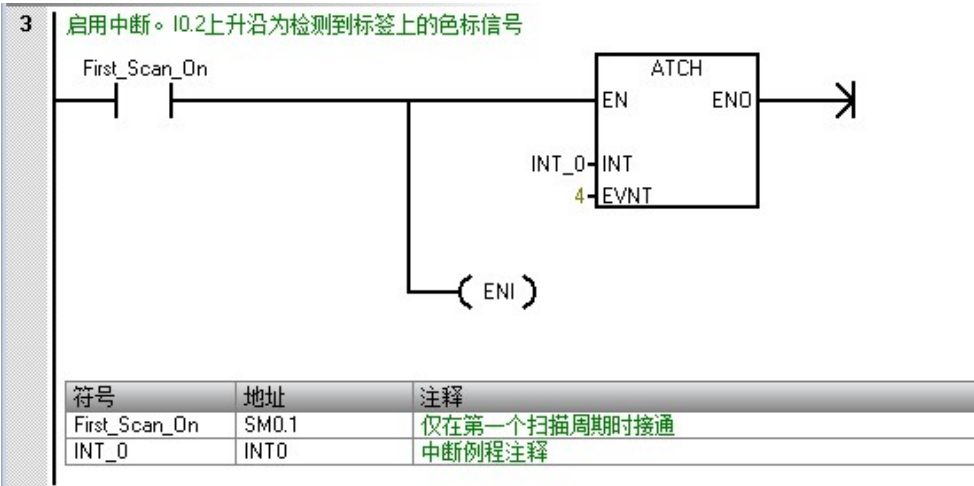 3 启用中断。I0.2上升沿为检测到标签上的色标信号
First_Scan_On
ATCH
EN ENO
INT_0 INT
4 EVNT
ENI
符号 地址 注释
First_Scan_On SM0.1 仅在第一个扫描周期时接通
INT_0 INT0 中断例程注释